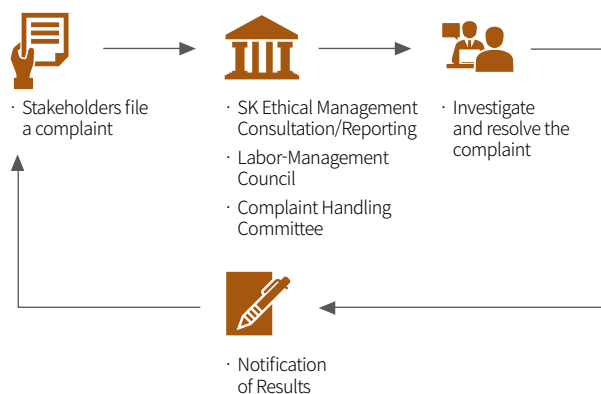 · Stakeholders file
a complaint
· SK Ethical Management
Consultation/Reporting
· Labor-Management
Council
· Complaint Handling
Committee
· Investigate
and resolve the
complaint
· Notification
of Results